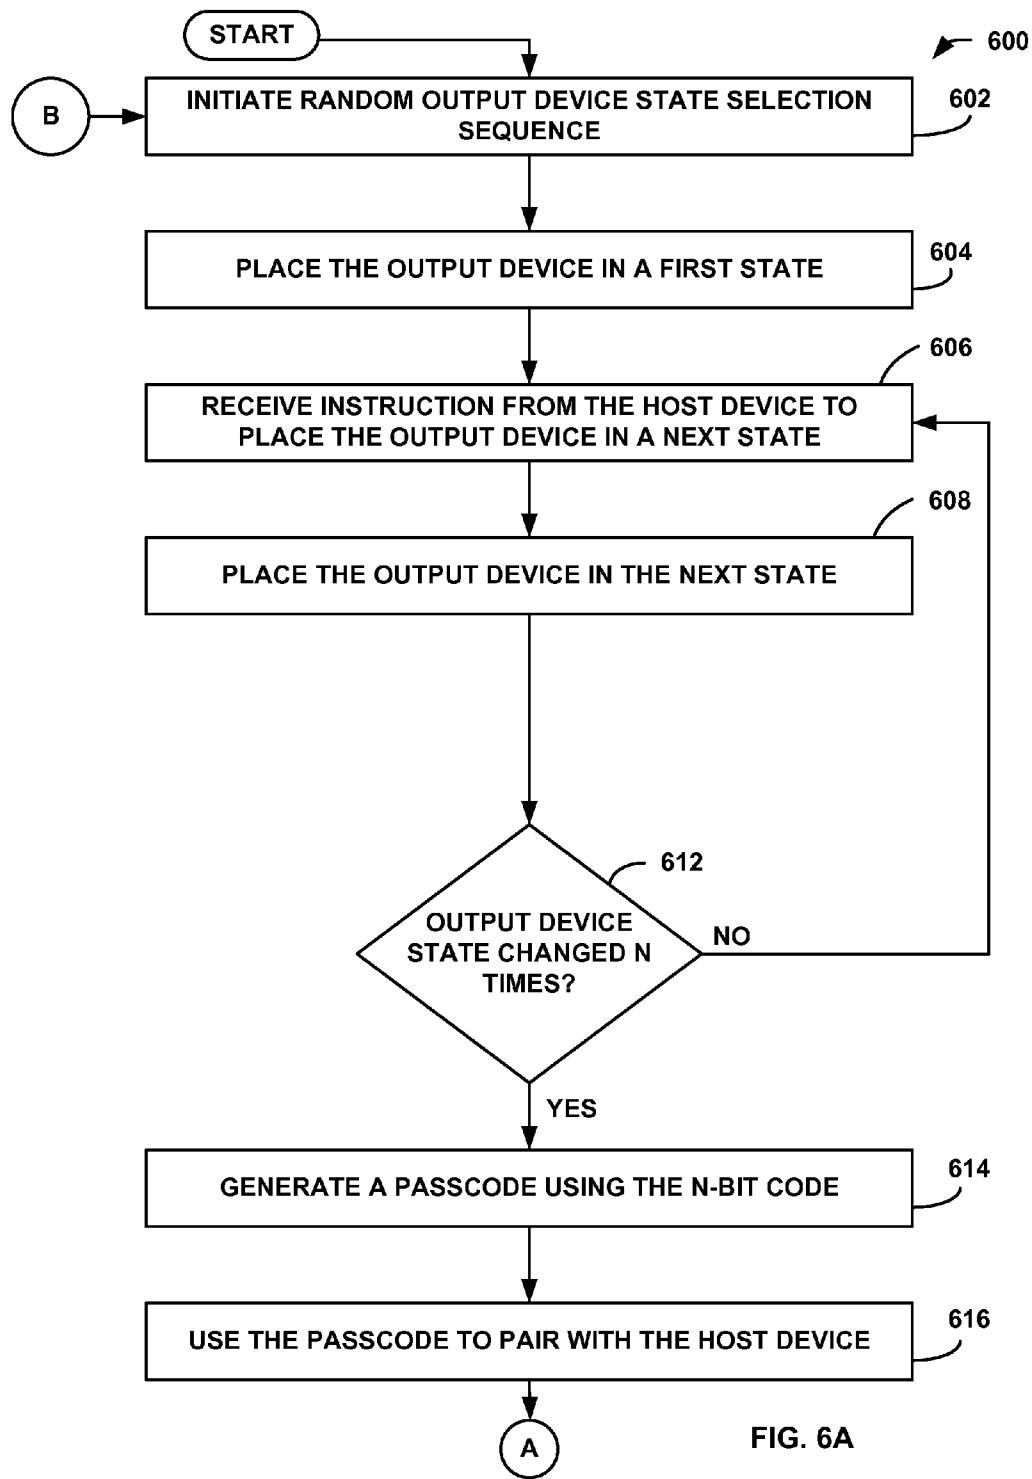 START
600
B
INITIATE RANDOM OUTPUT DEVICE STATE SELECTION
SEQUENCE
602
PLACE THE OUTPUT DEVICE IN A FIRST STATE
604
606
RECEIVE INSTRUCTION FROM THE HOST DEVICE TO
PLACE THE OUTPUT DEVICE IN A NEXT STATE
608
PLACE THE OUTPUT DEVICE IN THE NEXT STATE
612
OUTPUT DEVICE
STATE CHANGED N
TIMES?
NO
YES
GENERATE A PASSCODE USING THE N-BIT CODE
614
USE THE PASSCODE TO PAIR WITH THE HOST DEVICE
616
A
FIG. 6A